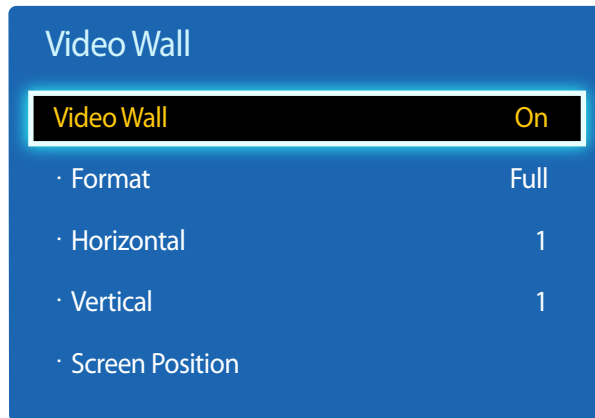 Video Wall
Video Wall On
· Format Full
· Horizontal 1
· Vertical 1
· Screen Position